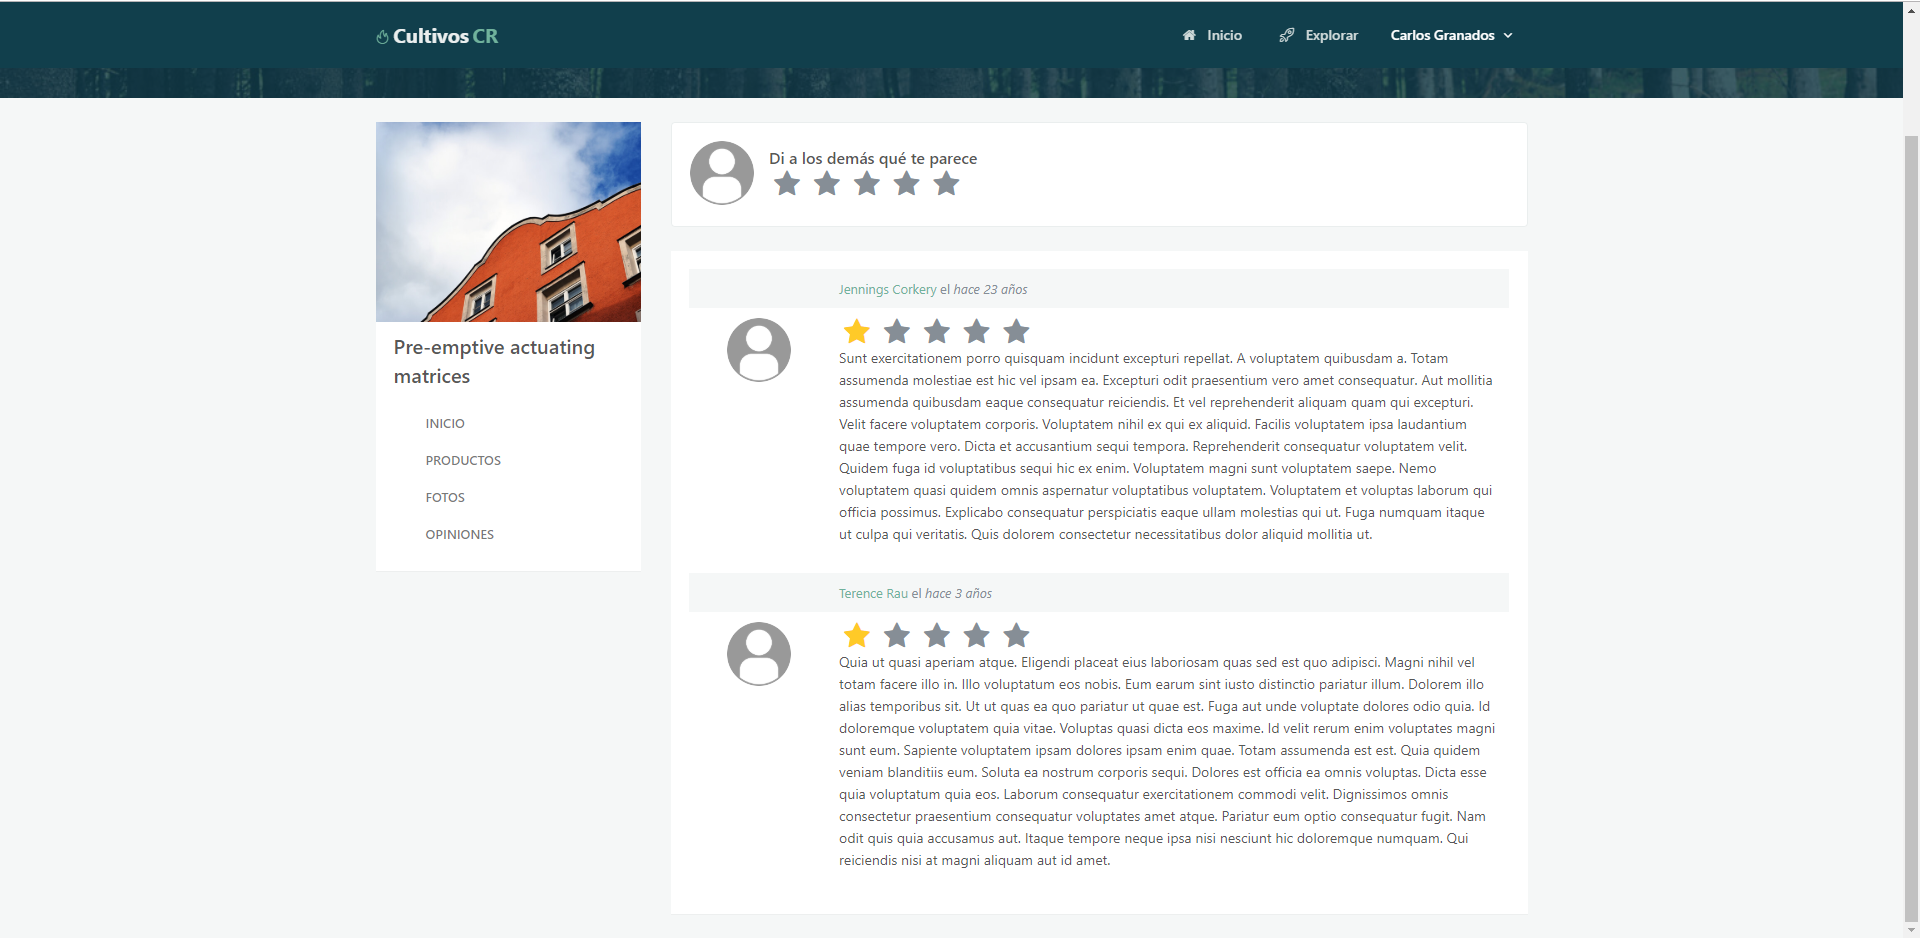 Cultivos CR
Inicio
Explorar
Carlos Granados
Pre-emptive actuating
matrices
INICIO
PRODUCTOS
FOTOS
OPINIONES
Di a los demás qué te parece
Jennings Corkery el hace 23 años
Sunt exercitationem porro quisquam incidunt excepturi repellat. A voluptatem quibusdam a. Totam
assumenda molestiae est hic vel ipsam ea. Excepturi odit praesentium vero amet consequatur. Aut mollitia
assumenda quibusdam eaque consequatur reiciendis. Et vel reprehenderit aliquam quam qui excepturi.
Velit facere voluptatem corporis. Voluptatem nihil ex qui ex aliquid. Facilis voluptatem ipsa laudantium
quae tempore vero. Dicta et accusantium sequi tempora. Reprehenderit consequatur voluptatem velit.
Quidem fuga id voluptatibus sequi hic ex enim. Voluptatem magni sunt voluptatem saepe. Nemo
voluptatem quasi quidem omnis aspernatur voluptatibus voluptatem. Voluptatem et voluptas laborum qui
officia possimus. Explicabo consequatur perspiciatis eaque ullam molestias qui ut. Fuga numquam itaque
ut culpa qui veritatis. Quis dolorem consectetur necessitatibus dolor aliquid mollitia ut.
Terence Rau el hace 3 años
Quia ut quasi aperiam atque. Eligendi placeat eius laboriosam quas sed est quo adipisci. Magni nihil vel
totam facere illo in. Illo voluptatum eos nobis. Eum earum sint iusto distinctio pariatur illum. Dolorem illo
alias temporibus sit. Ut ut quas ea quo pariatur ut quae est. Fuga aut unde voluptate dolores odio quia. Id
doloremque voluptatem quia vitae. Voluptas quasi dicta eos maxime. Id velit rerum enim voluptates magni
sunt eum. Sapiente voluptatem ipsam dolores ipsam enim quae. Totam assumenda est est. Quia quidem
veniam blanditiis eum. Soluta ea nostrum corporis sequi. Dolores est officia ea omnis voluptas. Dicta esse
quia voluptatum quia eos. Laborum consequatur exercitationem commodi velit. Dignissimos omnis
consectetur praesentium consequatur voluptates amet atque. Pariatur eum optio consequatur fugit. Nam
odit quis quia accusamus aut. Itaque tempore neque ipsa nisi nesciunt hic doloremque numquam. Qui
reiciendis nisi at magni aliquam aut id amet.